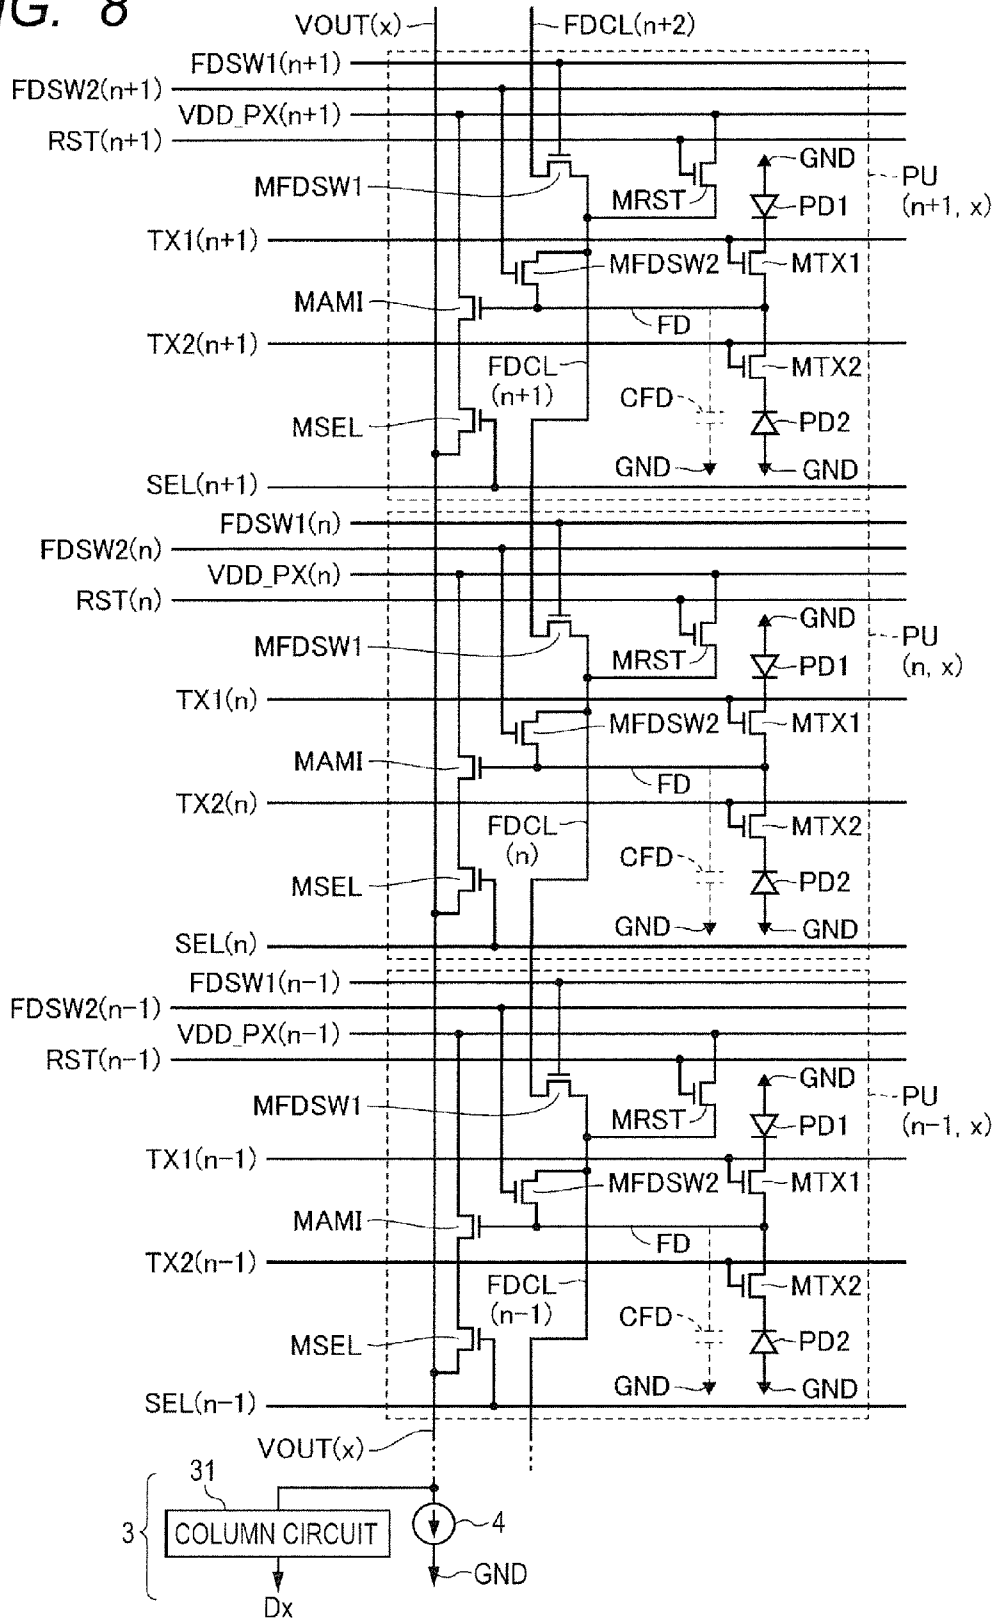 FIG. 8
VOUT(x)
FDCL(n+2)
FDSW1(n+1)
FDSW2(n+1)
VDD_PX(n+1)
RST(n+1)
GND
MFDSW1
MRST
PD1
PU
(n+1, x)
TX1(n+1)
MFDSW2
MTX1
MAMI
FD
TX2(n+1)
FDCL
(n+1)
MTX2
CFD
MSEL
PD2
GND
GND
SEL(n+1)
FDSW1(n)
FDSW2(n)
VDD_PX(n)
RST(n)
GND
MFDSW1
MRST
PD1
PU
(n, x)
TX1(n)
MFDSW2
MTX1
MAMI
FD
TX2(n)
FDCL
(n)
MTX2
CFD
MSEL
PD2
GND
GND
SEL(n)
FDSW1(n-1)
FDSW2(n-1)
VDD_PX(n-1)
RST(n-1)
GND
MFDSW1
MRST
PD1
PU
(n-1, x)
TX1(n-1)
MFDSW2
MTX1
MAMI
FD
TX2(n-1)
FDCL
(n-1)
MTX2
CFD
MSEL
PD2
GND
GND
SEL(n-1)
VOUT(x)
31
3
COLUMN CIRCUIT
4
GND
Dx